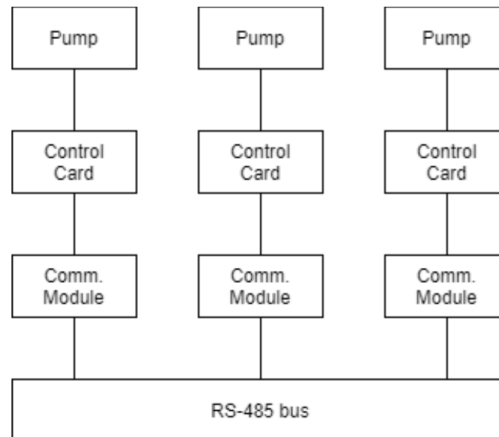 Pump
Pump
Pump
Control
Card
Control
Card
Control
Card
Comm.
Module
Comm.
Module
Comm.
Module
RS-485 bus